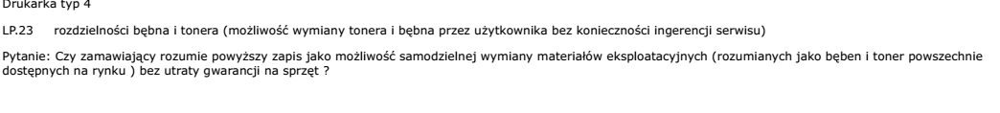 Drukarka typ 4
LP.23 rozdzielności bębna i tonera (możliwość wymiany tonera i bębna przez użytkownika bez konieczności ingerencji serwisu)
Pytanie: Czy zamawiający rozumie powyższy zapis jako możliwość samodzielnej wymiany materiałów eksploatacyjnych (rozumianych jako bęben i toner powszechnie
dostępnych na rynku ) bez utraty gwarancji na sprzęt ?